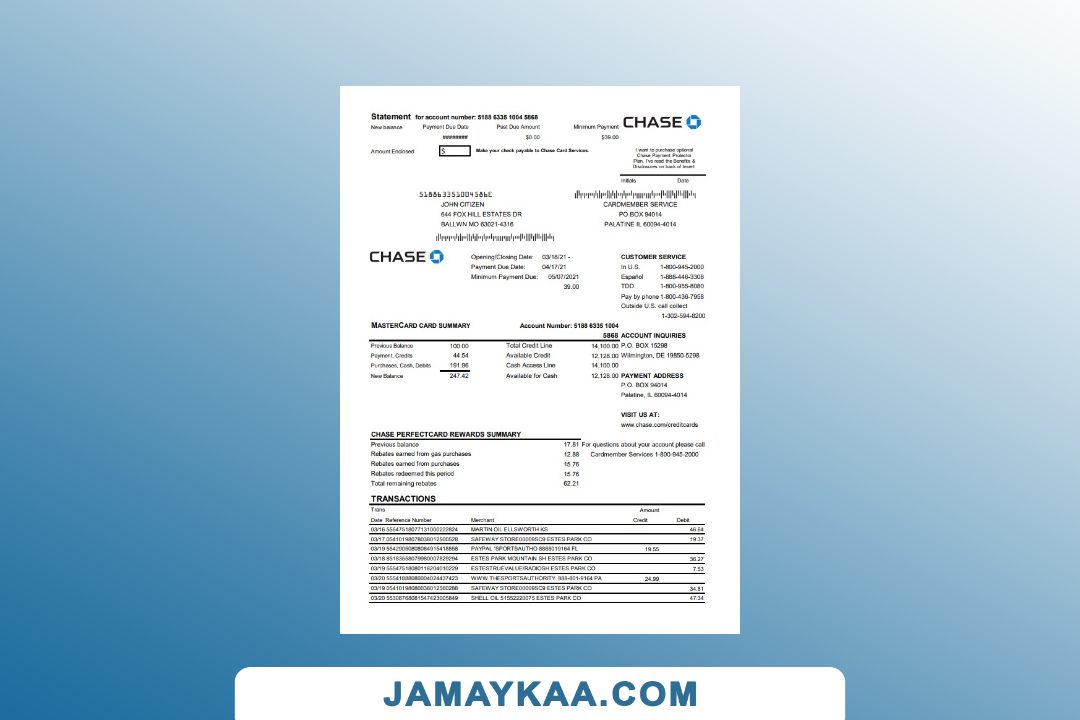 Statement for account number: 5188 6335 1004 5868
CHASE
New balance Payment Due Date Past Due Amount Minimum Payment
######## $0.00 $39.00
Amount Enclosed $ Make your check payable to Chase Card Services.
I want to purchase optional
Chase Payment Protector
Plan. I've read the Benefits &
Disclosures on back of insert
Initials Date
518863351004586E
JOHN CITIZEN CARDMEMBER SERVICE
644 FOX HILL ESTATES DR PO BOX 94014
BALLWN MO 63021-4316 PALATINE IL 60094-4014
CHASE
Opening/Closing Date: 03/18/21 -
Payment Due Date: 04/17/21
Minimum Payment Due: 05/07/2021
39.00
CUSTOMER SERVICE
In U.S. 1-800-945-2000
Español 1-888-446-3308
TDD 1-800-955-8060
Pay by phone 1-800-436-7958
Outside U.S. call collect
1-302-594-8200
MASTERCARD CARD SUMMARY Account Number: 5188 6335 1004
5868 ACCOUNT INQUIRIES
Previous Balance 100.00 Total Credit Line 14,100.00 P.O. BOX 15298
Payment, Credits 44.54 Available Credit 12,128.00 Wilmington, DE 19850-5298
Purchases, Cash, Debits 191.96 Cash Access Line 14,100.00
New Balance 247.42 Available for Cash 12,128.00 PAYMENT ADDRESS
P.O. BOX 94014
Palatine, IL 60094-4014
VISIT US AT:
www.chase.com/creditcards
CHASE PERFECTCARD REWARDS SUMMARY
Previous balance 17.81 For questions about your account please call
Rebates earned from gas purchases 12.88 Cardmember Services 1-800-945-2000
Rebates earned from purchases 15.76
Rebates redeemed this period 15.76
Total remaining rebates 62.21
TRANSACTIONS
Trans Amount
Date Reference Number Merchant Credit Debit
03/16 MARTIN OIL ELLSWORTH KS 46.64
03/17 SAFEWAY ESTES PARK CO 19.37
03/19 PAYPAL 'SPORTSAUTHO 8888019164 FL 19.55
03/18 ESTES PARK MOUNTAIN SH ESTES PARK CO 36.27
03/19 ESTESTRUEVALUE/RADIOSH ESTES PARK CO 7.53
03/20 WWW THESPORTSAUTHORITY 888-801-9164 PA 24.99
03/19 SAFEWAY ESTES PARK CO 34.81
03/20 SHELL OIL 51552220075 ESTES PARK CO 47.34
JAMAYKAA.COM